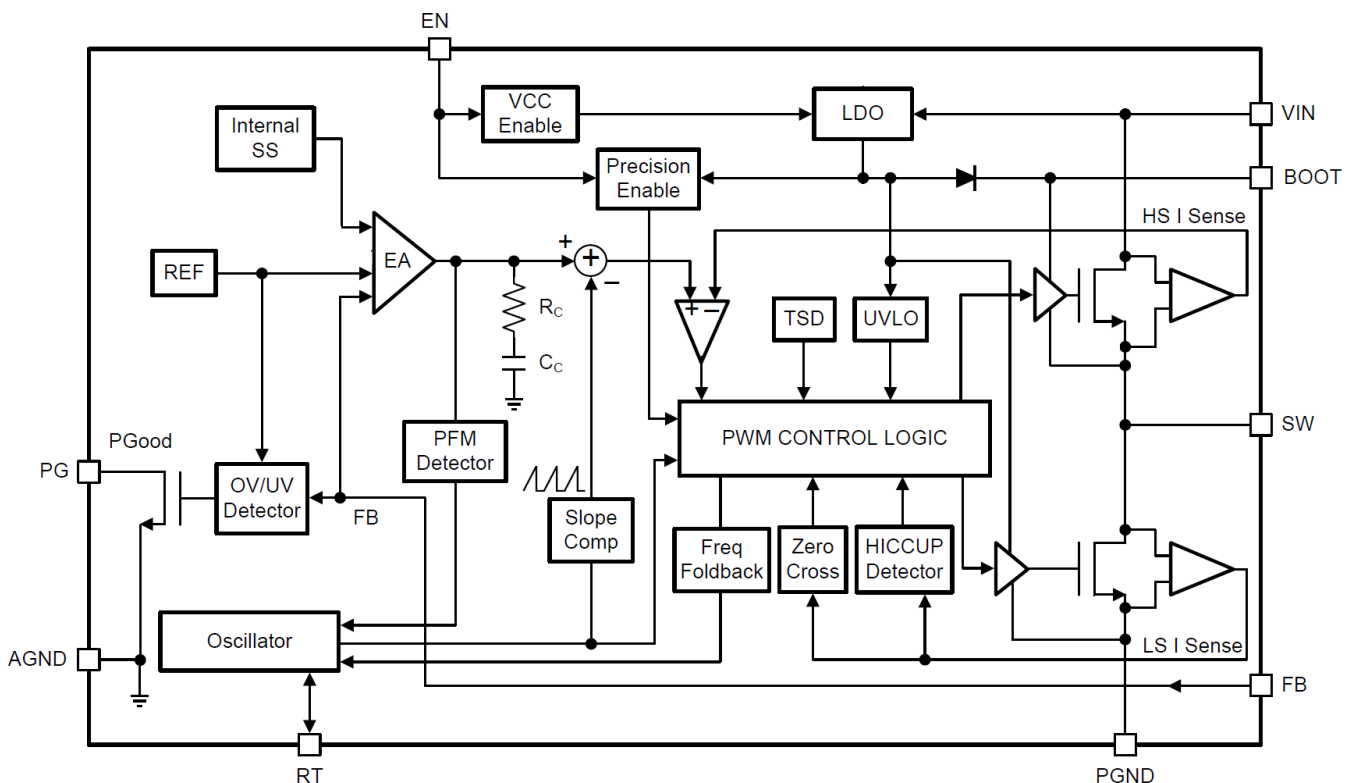 EN
VCC
Enable
LDO
VIN
Internal
SS
Precision
Enable
BOOT
HS I Sense
REF
EA
+
+
−
R_C
C_C
+ −
TSD
UVLO
PWM CONTROL LOGIC
SW
PGood
PG
OV/UV
Detector
FB
PFM
Detector
Slope
Comp
Freq
Foldback
Zero
Cross
HICCUP
Detector
Oscillator
AGND
LS I Sense
FB
RT
PGND